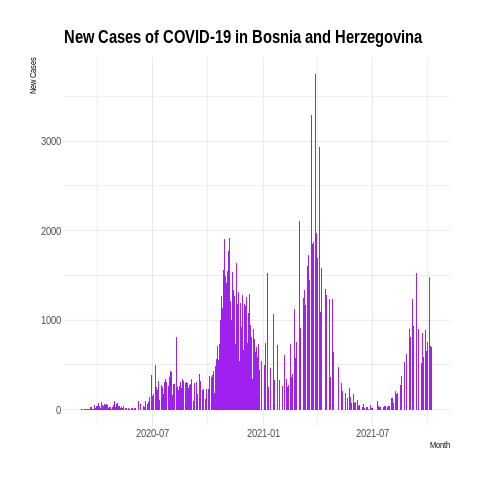 New Cases of COVID-19 in Bosnia and Herzegovina
New Cases
3000
2000
1000
0
2020-07
2021-01
2021-07
Month